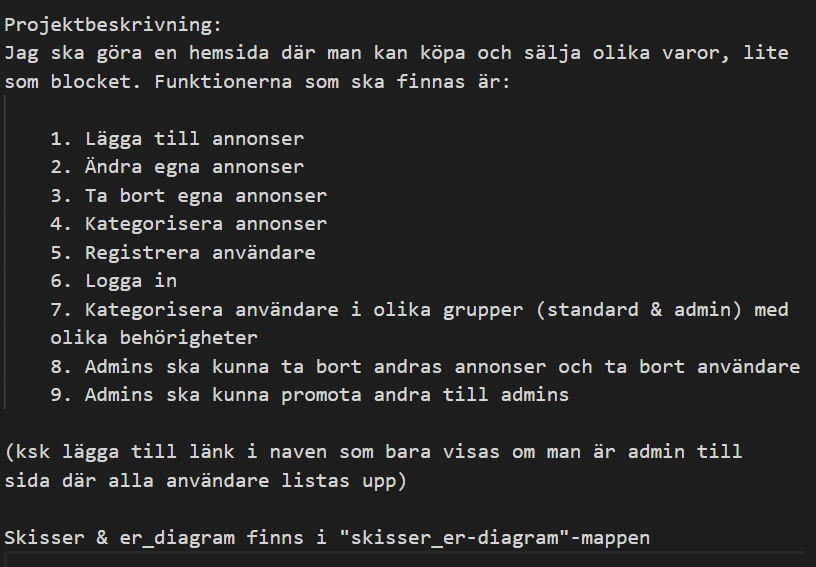 Projektbeskrivning:
Jag ska göra en hemsida där man kan köpa och sälja olika varor, lite
som blocket. Funktionerna som ska finnas är:
1. Lägga till annonser
2. Ändra egna annonser
3. Ta bort egna annonser
4. Kategorisera annonser
5. Registrera användare
6. Logga in
7. Kategorisera användare i olika grupper (standard & admin) med
olika behörigheter
8. Admins ska kunna ta bort andras annonser och ta bort användare
9. Admins ska kunna promota andra till admins
(ksk lägga till länk i naven som bara visas om man är admin till
sida där alla användare listas upp)
Skisser & er_diagram finns i "skisser_er-diagram"-mappen